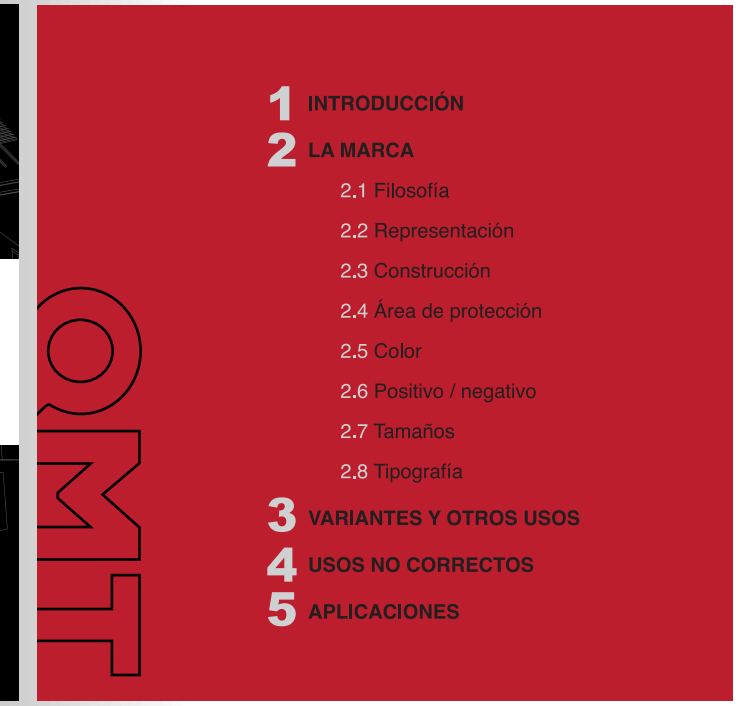 1 INTRODUCCIÓN
2 LA MARCA
2.1 Filosofía
2.2 Representación
2.3 Construcción
2.4 Área de protección
2.5 Color
2.6 Positivo / negativo
2.7 Tamaños
2.8 Tipografía
3 VARIANTES Y OTROS USOS
4 USOS NO CORRECTOS
5 APLICACIONES